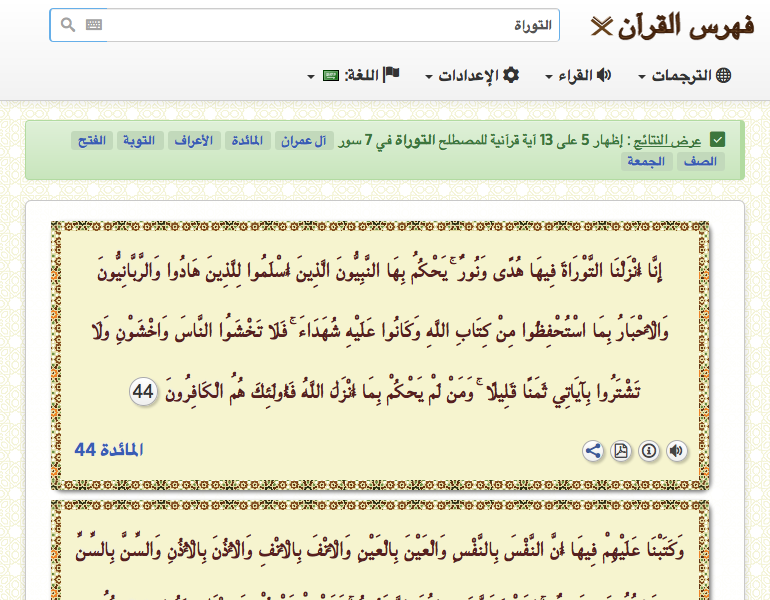 فهرس القرآن
التوراة
الترجمات
القراء
الإعدادات
اللغة:
عرض النتائج : إظهار 5 على 13 آية قرآنية للمصطلح التوراة في 7 سور آل عمران المائدة الأعراف التوبة الفتح
الصف الجمعة
إِنَّا أَنْزَلْنَا التَّوْرَاةَ فِيهَا هُدًى وَنُورٌ ۚ يَحْكُمُ بِهَا النَّبِيُّونَ الَّذِينَ أَسْلَمُوا لِلَّذِينَ هَادُوا وَالرَّبَّانِيُّونَ
وَالْأَحْبَارُ بِمَا اسْتُحْفِظُوا مِنْ كِتَابِ اللَّهِ وَكَانُوا عَلَيْهِ شُهَدَاءَ ۚ فَلَا تَخْشَوُا النَّاسَ وَاخْشَوْنِ وَلَا
تَشْتَرُوا بِآيَاتِي ثَمَنًا قَلِيلًا ۚ وَمَنْ لَمْ يَحْكُمْ بِمَا أَنْزَلَ اللَّهُ فَأُولَئِكَ هُمُ الْكَافِرُونَ 44
المائدة 44
وَكَتَبْنَا عَلَيْهِمْ فِيهَا أَنَّ النَّفْسَ بِالنَّفْسِ وَالْعَيْنَ بِالْعَيْنِ وَالْأَنْفَ بِالْأَنْفِ وَالْأُذُنَ بِالْأُذُنِ وَالسِّنَّ بِالسِّنِّ